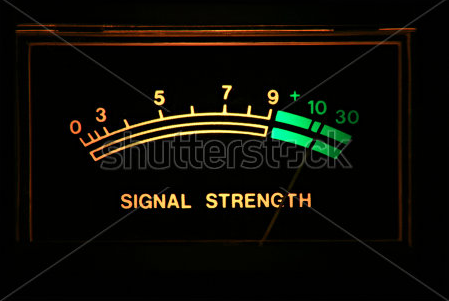 0 3 5 7 9 + 10 30
shutterstock
SIGNAL STRENGTH